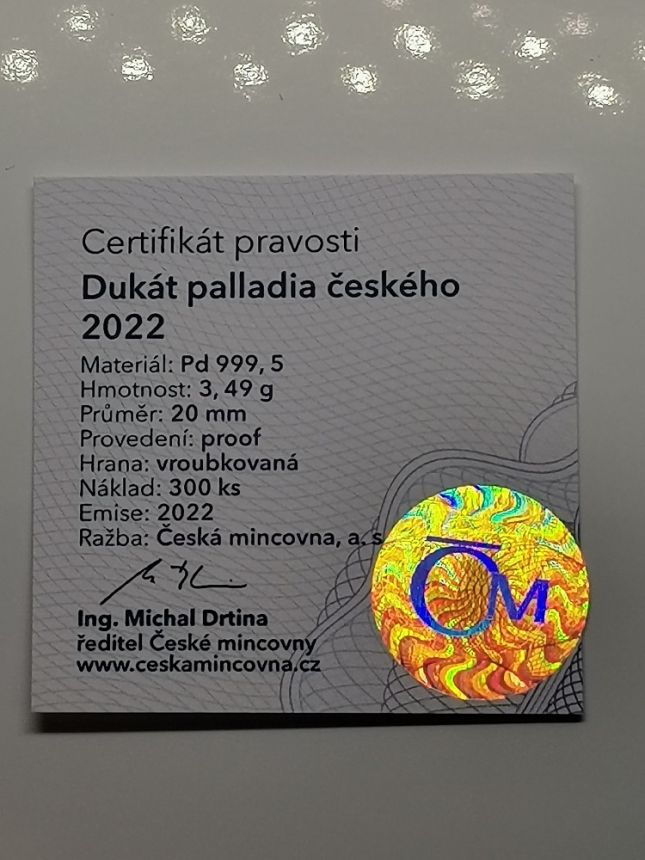 Certifikát pravosti
Dukát palladia českého
2022
Materiál: Pd 999, 5
Hmotnost: 3, 49 g
Průměr: 20 mm
Provedení: proof
Hrana: vroubkovaná
Náklad: 300 ks
Emise: 2022
Ražba: Česká mincovna, a. s.
ČM
Ing. Michal Drtina
ředitel České mincovny
www.ceskamincovna.cz